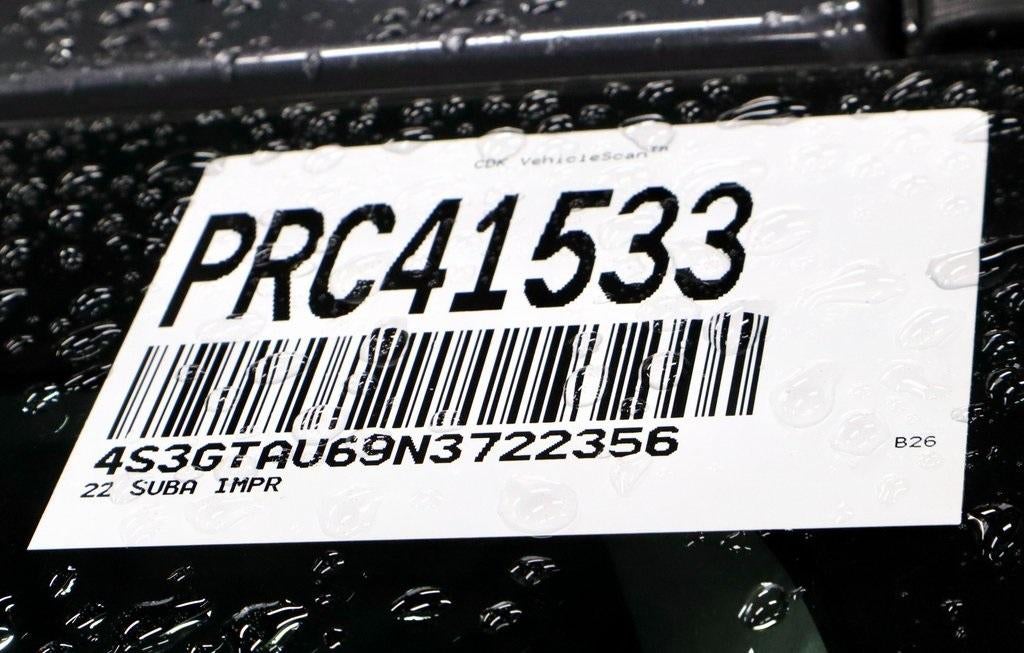 CDK VehicleScan™
PRC41533
4S3GTAU69N3722356
22 SUBA IMPR
B26